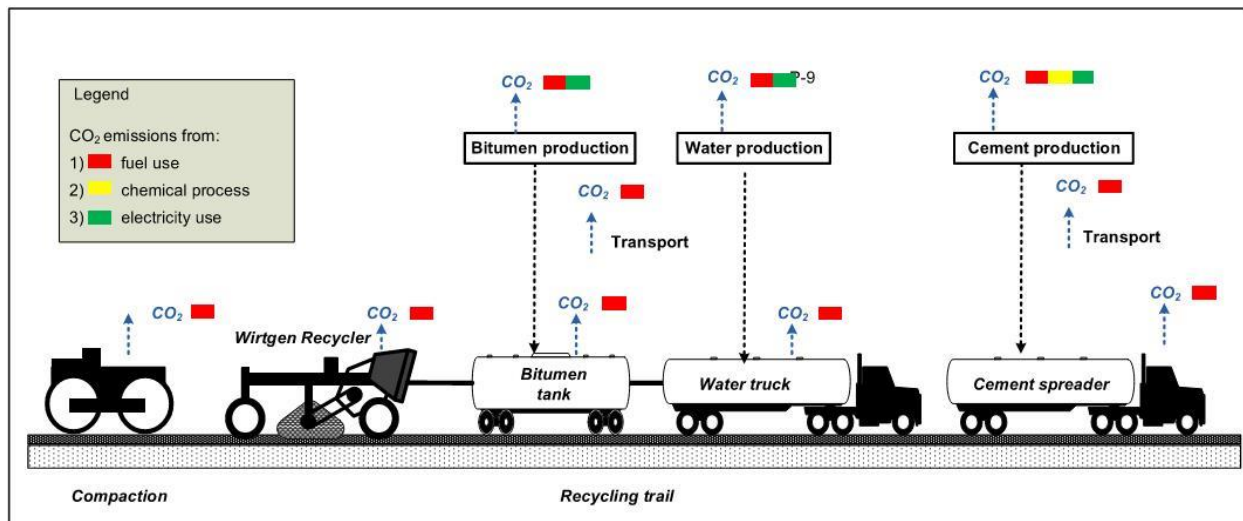 Legend
CO2 emissions from:
1) fuel use
2) chemical process
3) electricity use
CO2
CO2 P-9
CO2
Bitumen production
Water production
Cement production
CO2
CO2
Transport
Transport
CO2
CO2
CO2
CO2
CO2
Wirtgen Recycler
Bitumen
tank
Water truck
Cement spreader
Compaction
Recycling trail